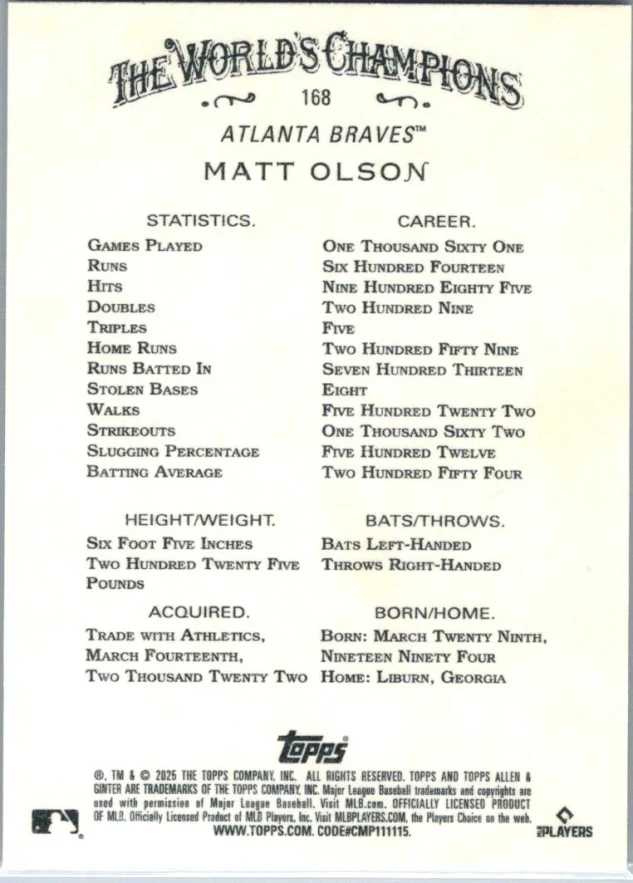 THE WORLD'S CHAMPIONS
168
ATLANTA BRAVES™
MATT OLSON
STATISTICS. CAREER.
GAMES PLAYED ONE THOUSAND SIXTY ONE
RUNS SIX HUNDRED FOURTEEN
HITS NINE HUNDRED EIGHTY FIVE
DOUBLES TWO HUNDRED NINE
TRIPLES FIVE
HOME RUNS TWO HUNDRED FIFTY NINE
RUNS BATTED IN SEVEN HUNDRED THIRTEEN
STOLEN BASES EIGHT
WALKS FIVE HUNDRED TWENTY TWO
STRIKEOUTS ONE THOUSAND SIXTY TWO
SLUGGING PERCENTAGE FIVE HUNDRED TWELVE
BATTING AVERAGE TWO HUNDRED FIFTY FOUR
HEIGHT/WEIGHT. BATS/THROWS.
SIX FOOT FIVE INCHES BATS LEFT-HANDED
TWO HUNDRED TWENTY FIVE THROWS RIGHT-HANDED
POUNDS
ACQUIRED. BORN/HOME.
TRADE WITH ATHLETICS, BORN: MARCH TWENTY NINTH,
MARCH FOURTEENTH, NINETEEN NINETY FOUR
TWO THOUSAND TWENTY TWO HOME: LIBURN, GEORGIA
Topps®
®, TM & © 2025 THE TOPPS COMPANY, INC. ALL RIGHTS RESERVED. TOPPS AND TOPPS ALLEN &
GINTER ARE TRADEMARKS OF THE TOPPS COMPANY, INC. Major League Baseball trademarks and copyrights are
used with permission of Major League Baseball. Visit MLB.com. OFFICIALLY LICENSED PRODUCT
OF MLB. Officially Licensed Product of MLB Players, Inc. Visit MLBPLAYERS.COM, the Players Choice on the web.
WWW.TOPPS.COM. CODE#CMP111115.
MLBPLAYERS